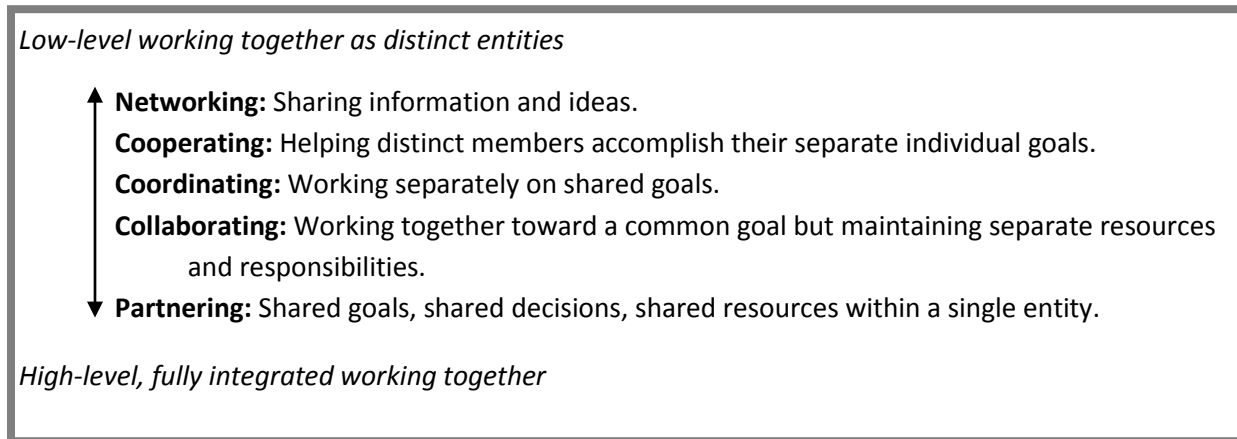 Low-level working together as distinct entities
Networking: Sharing information and ideas.
Cooperating: Helping distinct members accomplish their separate individual goals.
Coordinating: Working separately on shared goals.
Collaborating: Working together toward a common goal but maintaining separate resources
and responsibilities.
Partnering: Shared goals, shared decisions, shared resources within a single entity.
High-level, fully integrated working together